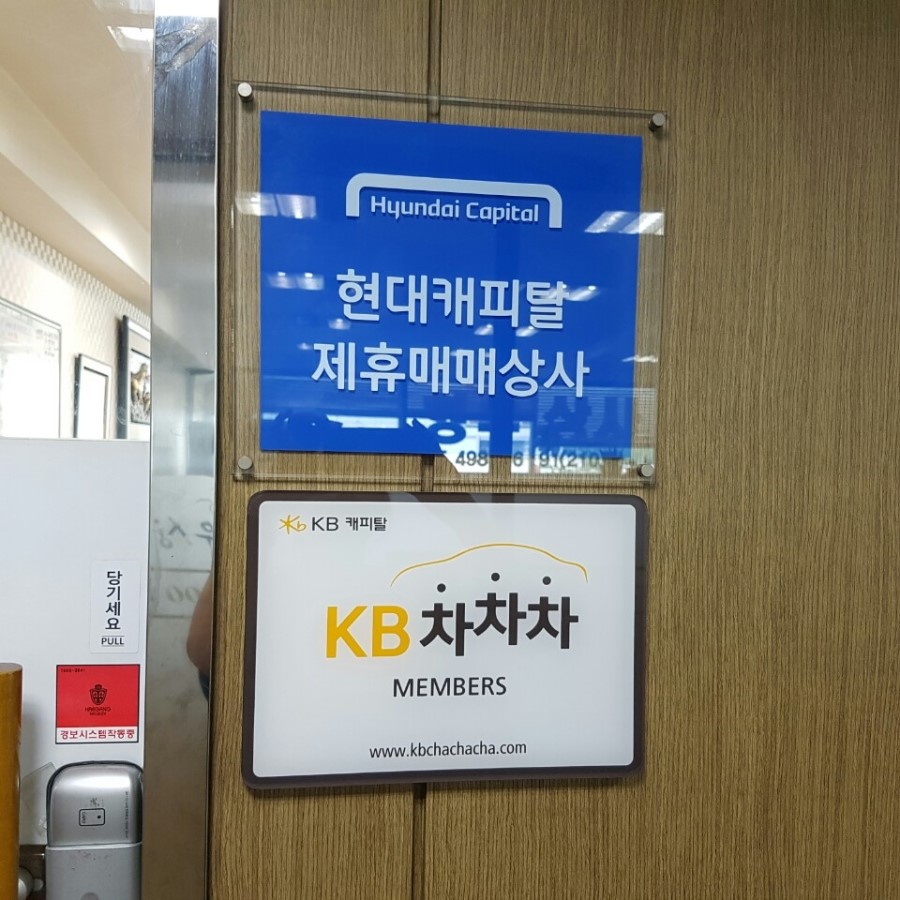 Hyundai Capital
현대캐피탈
제휴매매상사
KB 캐피탈
KB 차차차
MEMBERS
www.kbchachacha.com
당기세요
PULL
경보시스템작동중